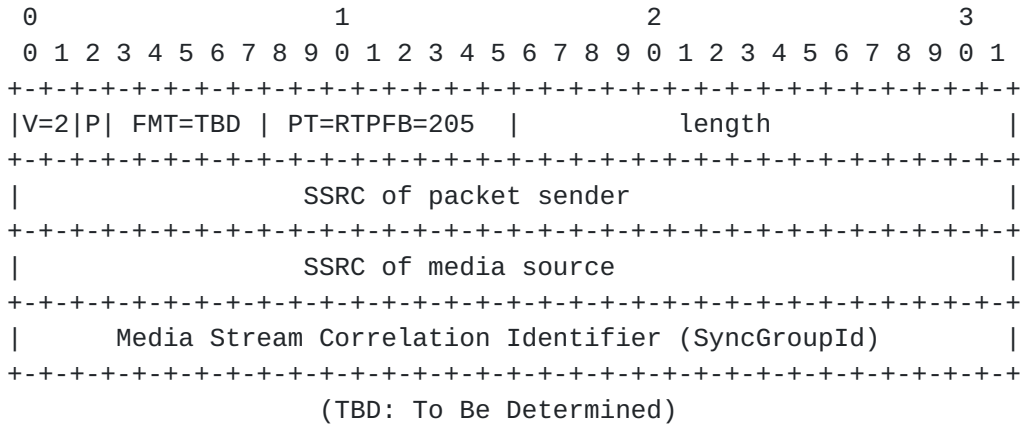 0                   1                   2                   3
 0 1 2 3 4 5 6 7 8 9 0 1 2 3 4 5 6 7 8 9 0 1 2 3 4 5 6 7 8 9 0 1
+-+-+-+-+-+-+-+-+-+-+-+-+-+-+-+-+-+-+-+-+-+-+-+-+-+-+-+-+-+-+-+-+
|V=2|P| FMT=TBD |  PT=RTPFB=205  |          length               |
+-+-+-+-+-+-+-+-+-+-+-+-+-+-+-+-+-+-+-+-+-+-+-+-+-+-+-+-+-+-+-+-+
|                  SSRC of packet sender                        |
+-+-+-+-+-+-+-+-+-+-+-+-+-+-+-+-+-+-+-+-+-+-+-+-+-+-+-+-+-+-+-+-+
|                  SSRC of media source                         |
+-+-+-+-+-+-+-+-+-+-+-+-+-+-+-+-+-+-+-+-+-+-+-+-+-+-+-+-+-+-+-+-+
|      Media Stream Correlation Identifier (SyncGroupId)        |
+-+-+-+-+-+-+-+-+-+-+-+-+-+-+-+-+-+-+-+-+-+-+-+-+-+-+-+-+-+-+-+-+
                    (TBD: To Be Determined)